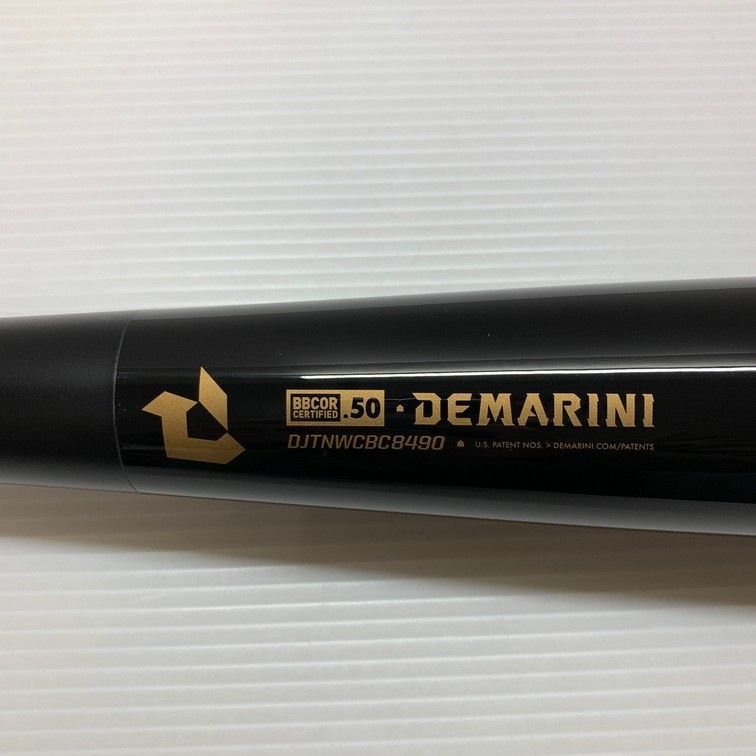 BBCOR CERTIFIED .50 · DEMARINI
DJTNWCBC8490 · U.S. PATENT NOS. > DEMARINI.COM/PATENTS